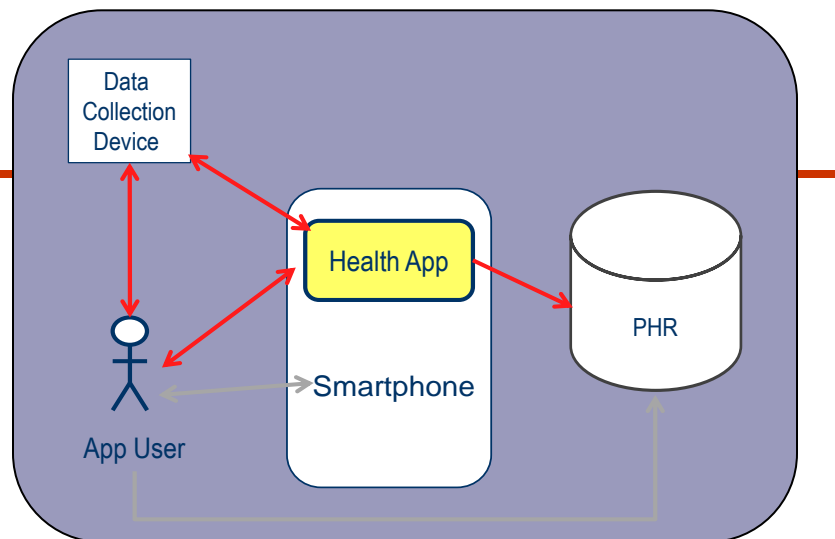 Data
Collection
Device
Health App
PHR
Smartphone
App User